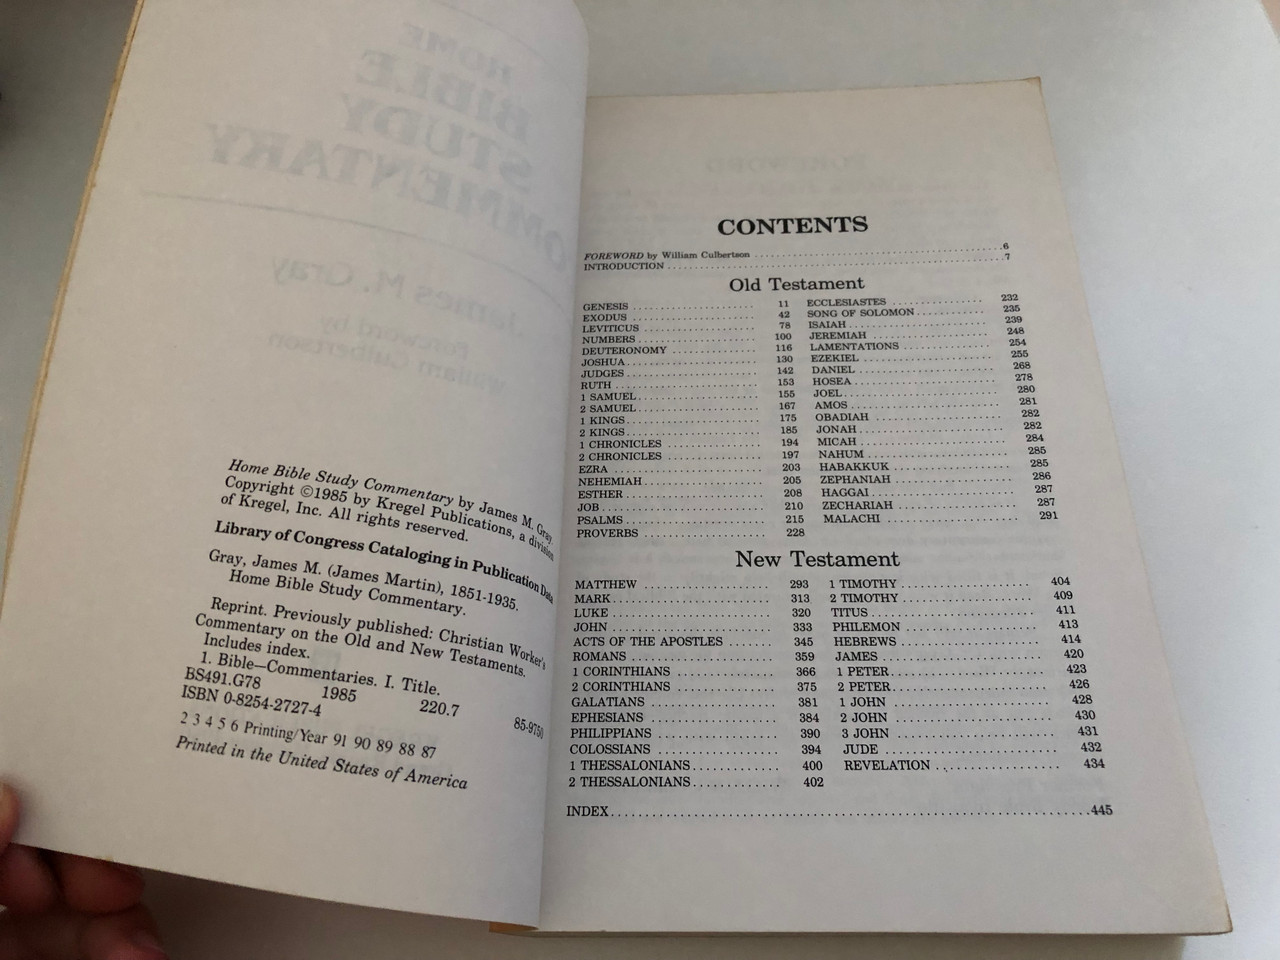 Home Bible Study Commentary by James M. Gray.
Copyright ©1985 by Kregel Publications, a division
of Kregel, Inc. All rights reserved.
Library of Congress Cataloging in Publication Data
Gray, James M. (James Martin), 1851-1935.
Home Bible Study Commentary.
Reprint. Previously published: Christian Worker's
Commentary on the Old and New Testaments.
Includes index.
1. Bible—Commentaries. I. Title.
BS491.G78 1985 220.7 85-9750
ISBN 0-8254-2727-4
2 3 4 5 6 Printing/Year 91 90 89 88 87
Printed in the United States of America
CONTENTS
FOREWORD by William Culbertson 6
INTRODUCTION 7
Old Testament
GENESIS 11
EXODUS 42
LEVITICUS 78
NUMBERS 100
DEUTERONOMY 116
JOSHUA 130
JUDGES 142
RUTH 153
1 SAMUEL 155
2 SAMUEL 167
1 KINGS 175
2 KINGS 185
1 CHRONICLES 194
2 CHRONICLES 197
EZRA 203
NEHEMIAH 205
ESTHER 208
JOB 210
PSALMS 215
PROVERBS 228
ECCLESIASTES 232
SONG OF SOLOMON 235
ISAIAH 239
JEREMIAH 248
LAMENTATIONS 254
EZEKIEL 255
DANIEL 268
HOSEA 278
JOEL 280
AMOS 281
OBADIAH 282
JONAH 282
MICAH 284
NAHUM 285
HABAKKUK 285
ZEPHANIAH 286
HAGGAI 287
ZECHARIAH 287
MALACHI 291
New Testament
MATTHEW 293
MARK 313
LUKE 320
JOHN 333
ACTS OF THE APOSTLES 345
ROMANS 359
1 CORINTHIANS 366
2 CORINTHIANS 375
GALATIANS 381
EPHESIANS 384
PHILIPPIANS 390
COLOSSIANS 394
1 THESSALONIANS 400
2 THESSALONIANS 402
1 TIMOTHY 404
2 TIMOTHY 409
TITUS 411
PHILEMON 413
HEBREWS 414
JAMES 420
1 PETER 423
2 PETER 426
1 JOHN 428
2 JOHN 430
3 JOHN 431
JUDE 432
REVELATION 434
INDEX 445